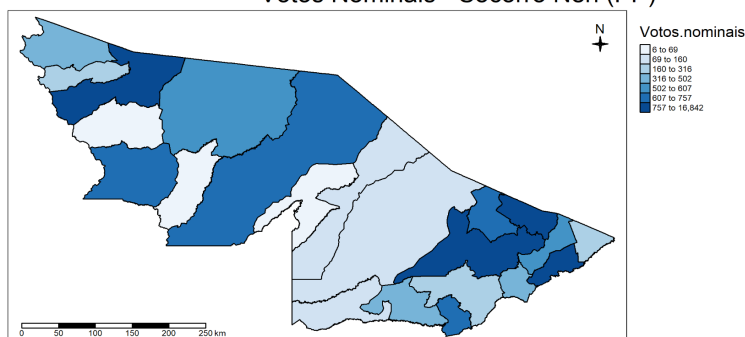 Votos Nominais - Socorro Neri (PP)
N
Votos.nominais
6 to 69
69 to 160
160 to 316
316 to 502
502 to 607
607 to 757
757 to 16,842
0 50 100 150 200 250 km